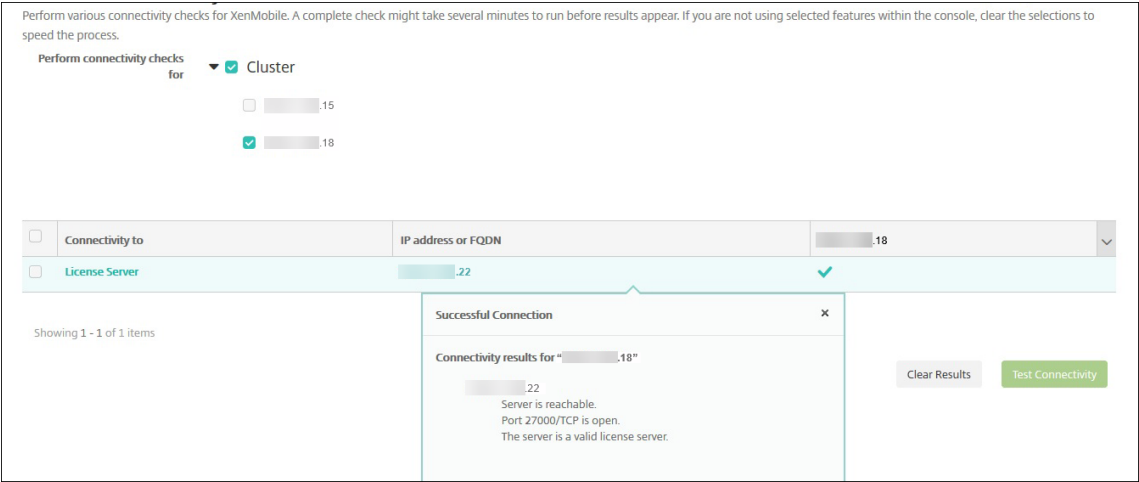 Perform various connectivity checks for XenMobile. A complete check might take several minutes to run before results appear. If you are not using selected features within the console, clear the selections to
speed the process.
Perform connectivity checks
for
Cluster
.15
.18
Connectivity to IP address or FQDN .18
License Server .22
Successful Connection ×
Showing 1 - 1 of 1 items
Connectivity results for “ .18”
Clear Results Test Connectivity
.22
Server is reachable.
Port 27000/TCP is open.
The server is a valid license server.